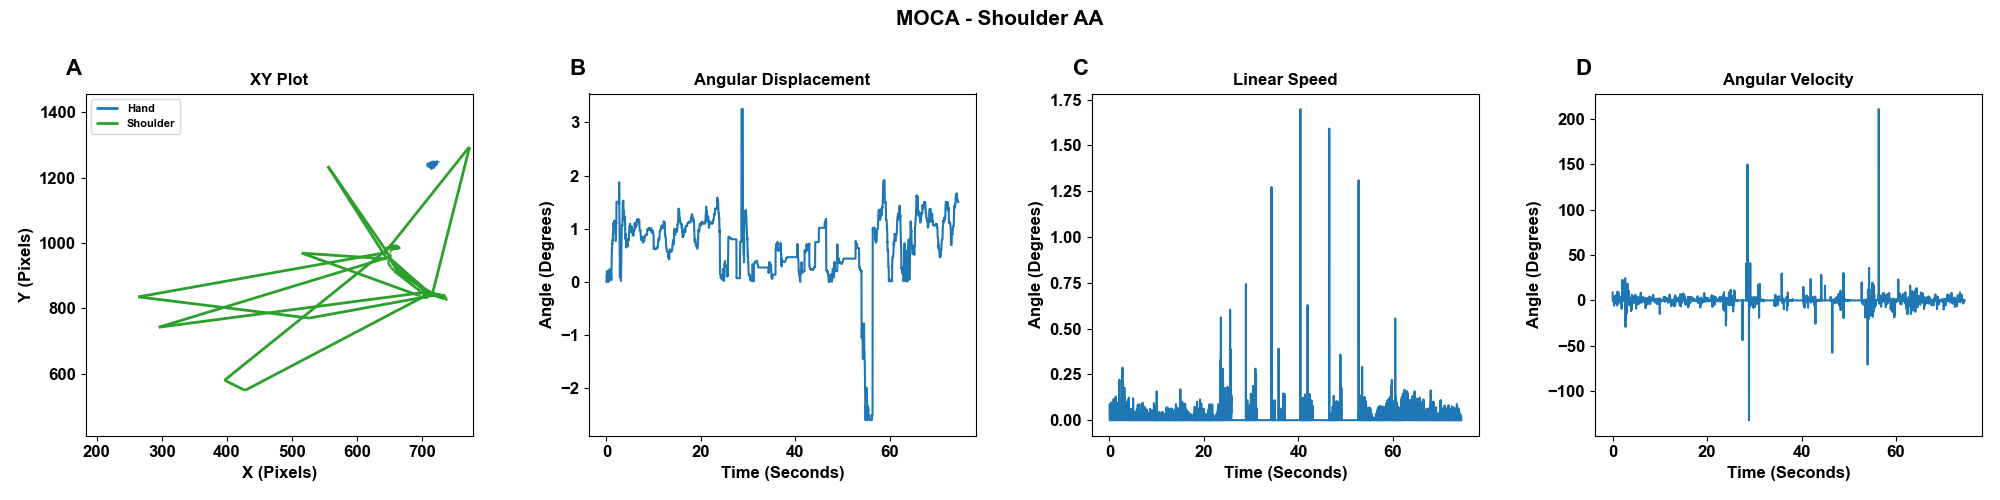 MOCA - Shoulder AA
A
XY Plot
Hand
Shoulder
1400
1200
1000
800
600
200 300 400 500 600 700
X (Pixels)
Y (Pixels)
B
Angular Displacement
3
2
1
0
−1
−2
0 20 40 60
Time (Seconds)
Angle (Degrees)
C
Linear Speed
1.75
1.50
1.25
1.00
0.75
0.50
0.25
0.00
0 20 40 60
Time (Seconds)
Angle (Degrees)
D
Angular Velocity
200
150
100
50
0
−50
−100
0 20 40 60
Time (Seconds)
Angle (Degrees)